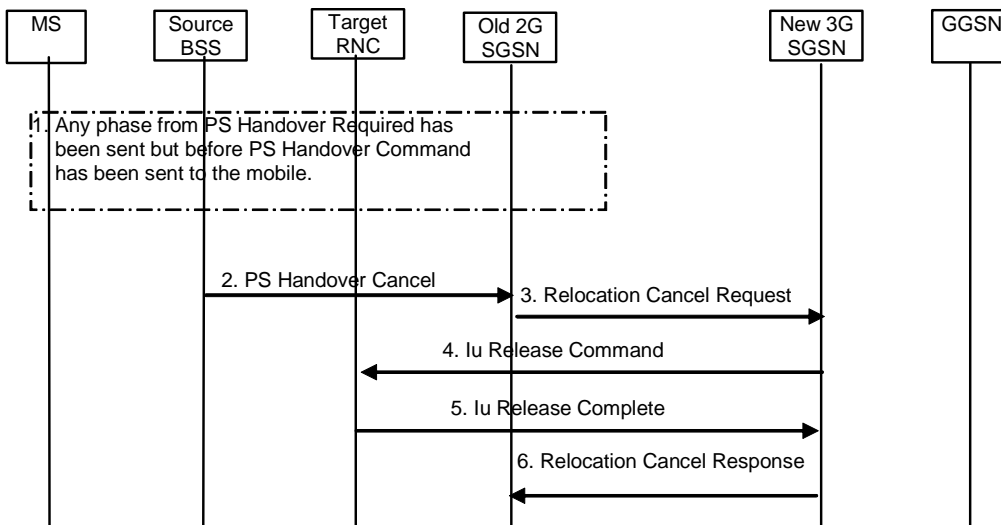 MS
Source
BSS
Target
RNC
Old 2G
SGSN
New 3G
SGSN
GGSN
1. Any phase from PS Handover Required has
been sent but before PS Handover Command
has been sent to the mobile.
2. PS Handover Cancel
3. Relocation Cancel Request
4. Iu Release Command
5. Iu Release Complete
6. Relocation Cancel Response